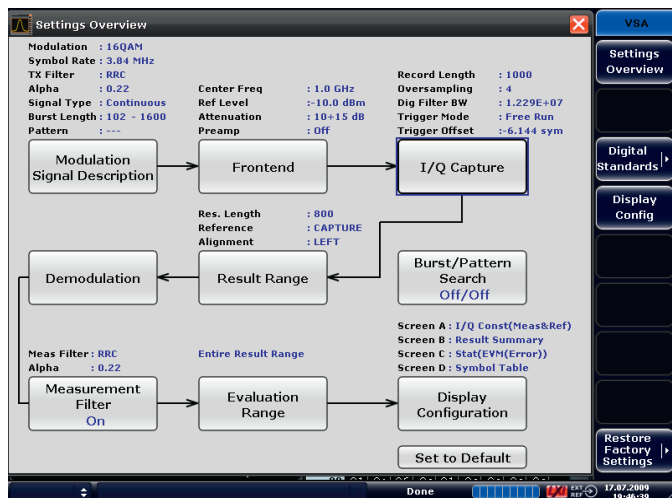 Settings Overview
VSA
Modulation : 16QAM
Symbol Rate : 3.84 MHz
TX Filter : RRC
Alpha : 0.22
Signal Type : Continuous
Burst Length : 102 - 1600
Pattern : ---
Center Freq : 1.0 GHz
Ref Level :-10.0 dBm
Attenuation : 10+15 dB
Preamp : Off
Record Length : 1000
Oversampling : 4
Dig Filter BW : 1.229E+07
Trigger Mode : Free Run
Trigger Offset :-6.144 sym
Modulation
Signal Description
Frontend
I/Q Capture
Res. Length : 800
Reference : CAPTURE
Alignment : LEFT
Demodulation
Result Range
Burst/Pattern
Search
Off/Off
Meas Filter : RRC
Alpha : 0.22
Entire Result Range
Screen A : I/Q Const(Meas&Ref)
Screen B : Result Summary
Screen C : Stat(EVM(Error))
Screen D : Symbol Table
Measurement
Filter
On
Evaluation
Range
Display
Configuration
Set to Default
Settings
Overview
Digital
Standards
Display
Config
Restore
Factory
Settings
Done
EXT
REF
17.07.2009
19:46:39